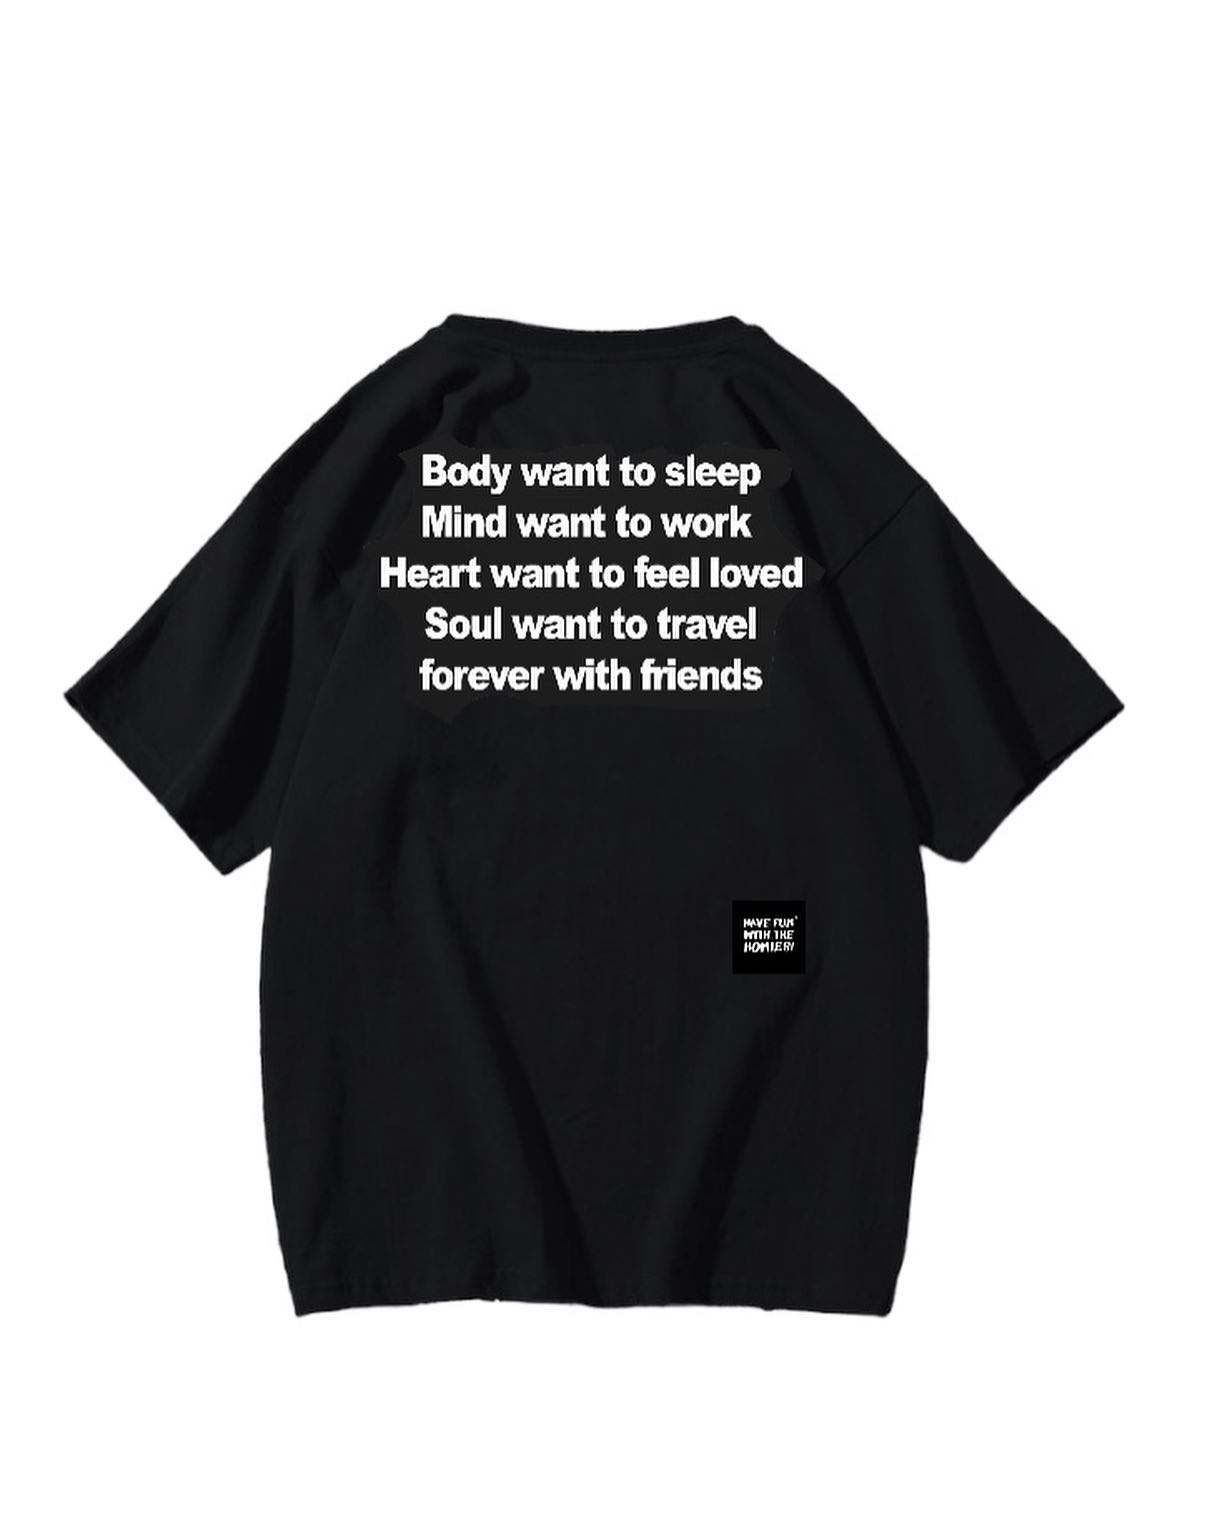 Body want to sleep
Mind want to work
Heart want to feel loved
Soul want to travel
forever with friends
HAVE FUN
WITH THE